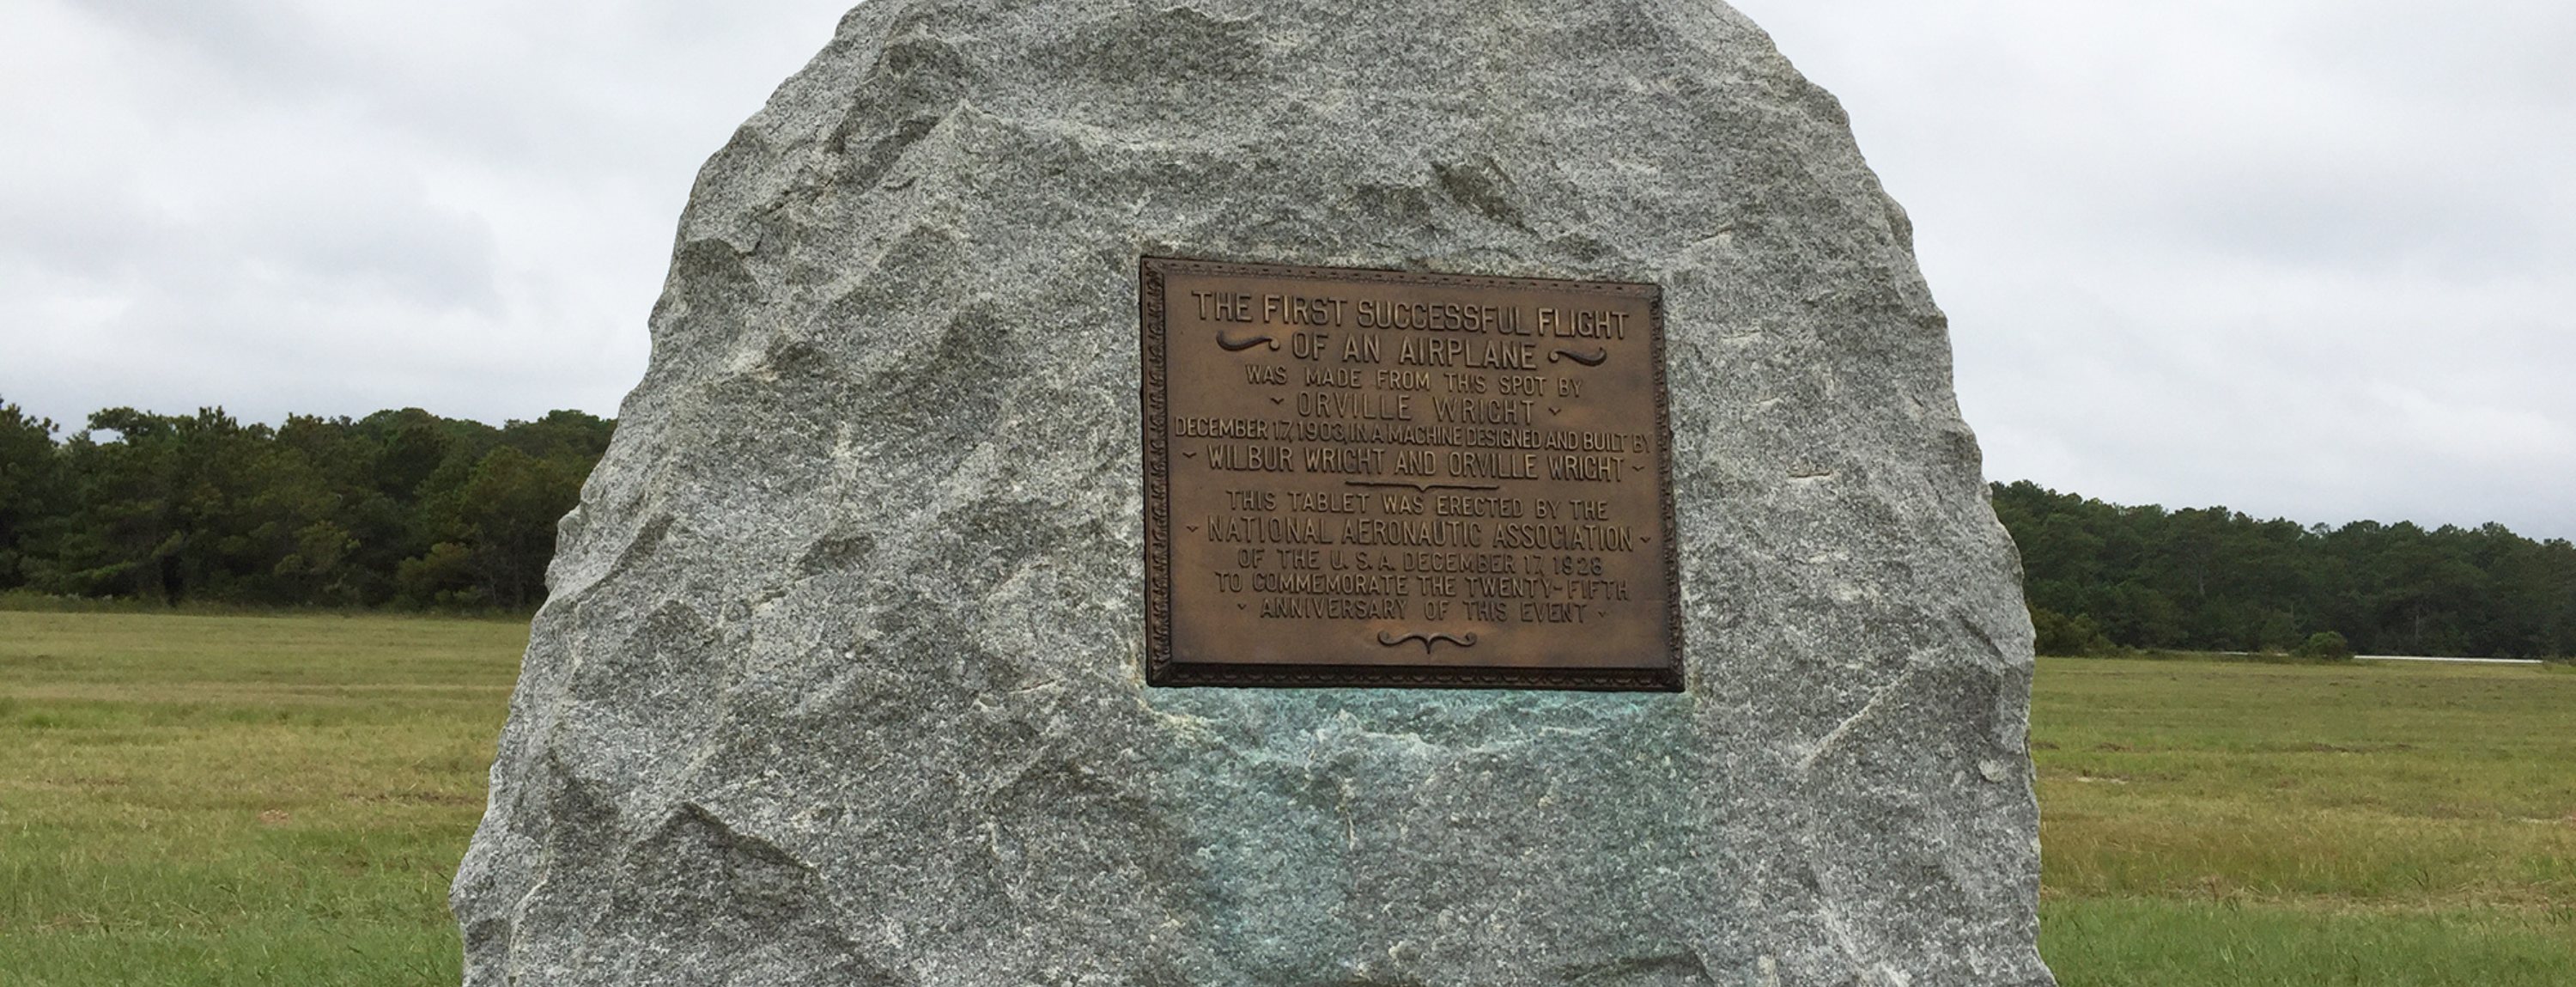 THE FIRST SUCCESSFUL FLIGHT
OF AN AIRPLANE
WAS MADE FROM THIS SPOT BY
ORVILLE WRIGHT
DECEMBER 17, 1903, IN A MACHINE DESIGNED AND BUILT BY
WILBUR WRIGHT AND ORVILLE WRIGHT
THIS TABLET WAS ERECTED BY THE
NATIONAL AERONAUTIC ASSOCIATION
OF THE U. S. A. DECEMBER 17, 1928
TO COMMEMORATE THE TWENTY-FIFTH
ANNIVERSARY OF THIS EVENT